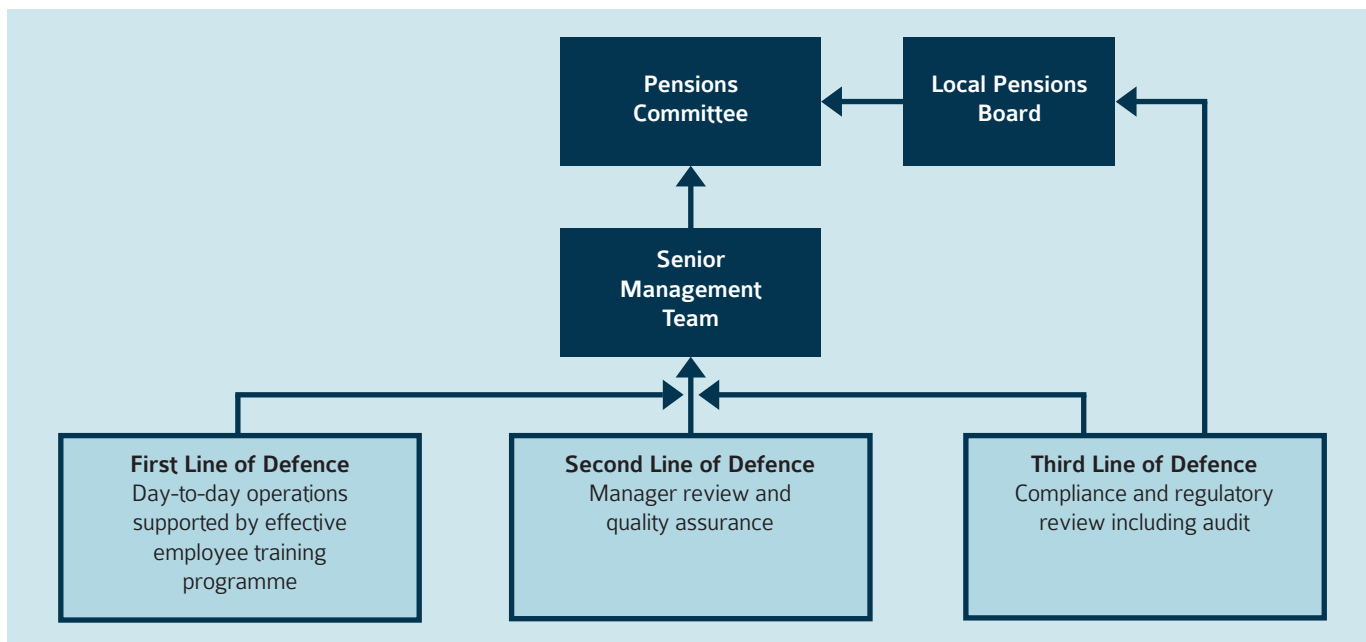 Pensions
Committee
Local Pensions
Board
Senior
Management
Team
First Line of Defence
Day-to-day operations
supported by effective
employee training
programme
Second Line of Defence
Manager review and
quality assurance
Third Line of Defence
Compliance and regulatory
review including audit